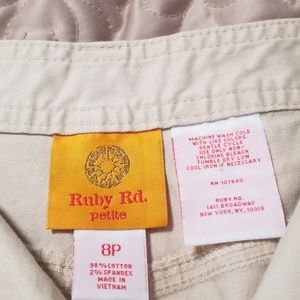 Ruby Rd.
petite
8P
98% COTTON
2% SPANDEX
MADE IN
VIETNAM
MACHINE WASH COLD
WITH LIKE COLORS.
GENTLE CYCLE
USE ONLY NON-
CHLORINE BLEACH
TUMBLE DRY LOW
COOL IRON IF NECESSARY
RN 107680
RUBY RD.
1411 BROADWAY
NEW YORK, NY, 10018